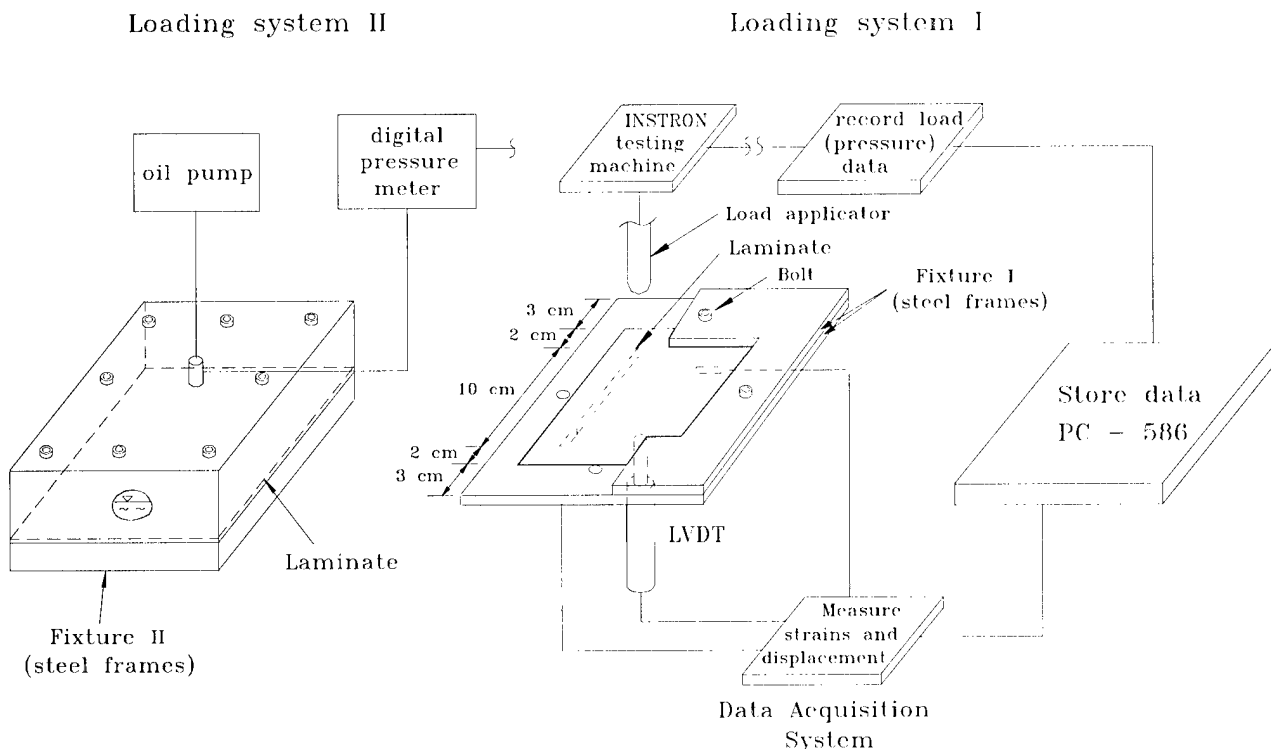 Loading system II
Loading system I
oil pump
digital
pressure
meter
INSTRON
testing
machine
record load
(pressure)
data
Load applicator
Laminate
Bolt
Fixture I
(steel frames)
3 cm
2 cm
10 cm
2 cm
3 cm
Store data
PC - 586
LVDT
Laminate
Fixture II
(steel frames)
Measure
strains and
displacement
Data Acquisition
System